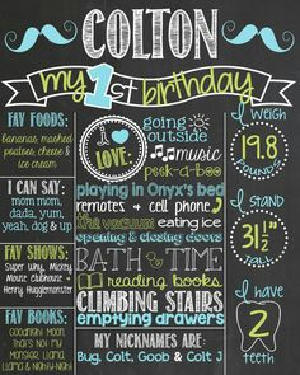 COLTON
my 1st birthday
FAV FOODS:
bananas, mashed
potatoes, cheese &
ice cream
I CAN SAY:
mom mom,
dada, yum,
yeah, dog & up
FAV SHOWS:
Super Why, Mickey
Mouse Clubhouse &
Henry Hugglemonster
FAV BOOKS:
Goodnight Moon,
That's Not My
Monster, Llama
Llama & Nighty-Night
I
LOVE:
going
outside
music
peek-a-boo
playing in Onyx's bed
remotes + cell phone
the vacuum eating ice
opening & closing doors
BATH TIME
reading books
CLIMBING STAIRS
emptying drawers
MY NICKNAMES ARE:
Bug, Colt, Goob & Colt J
I WEIGH
19.8
POUNDS
I STAND
31½"
TALL
I have
2
teeth